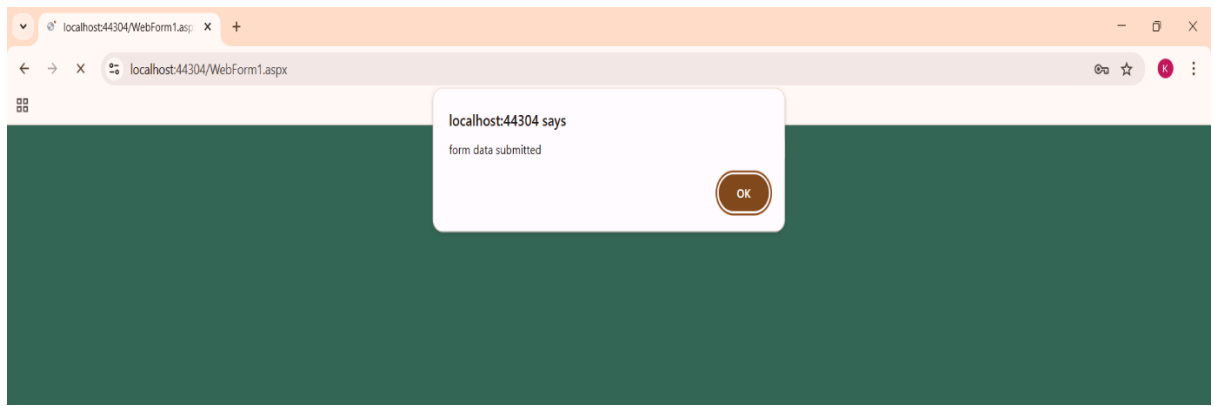 localhost:44304/WebForm1.asp
localhost:44304/WebForm1.aspx
K
localhost:44304 says
form data submitted
OK